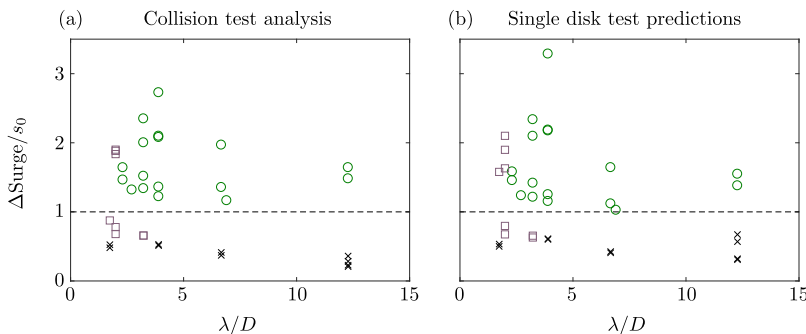 (a) Collision test analysis
(b) Single disk test predictions
ΔSurge/s₀
3
2
1
0
0 5 10 15
λ/D
0 5 10 15
λ/D